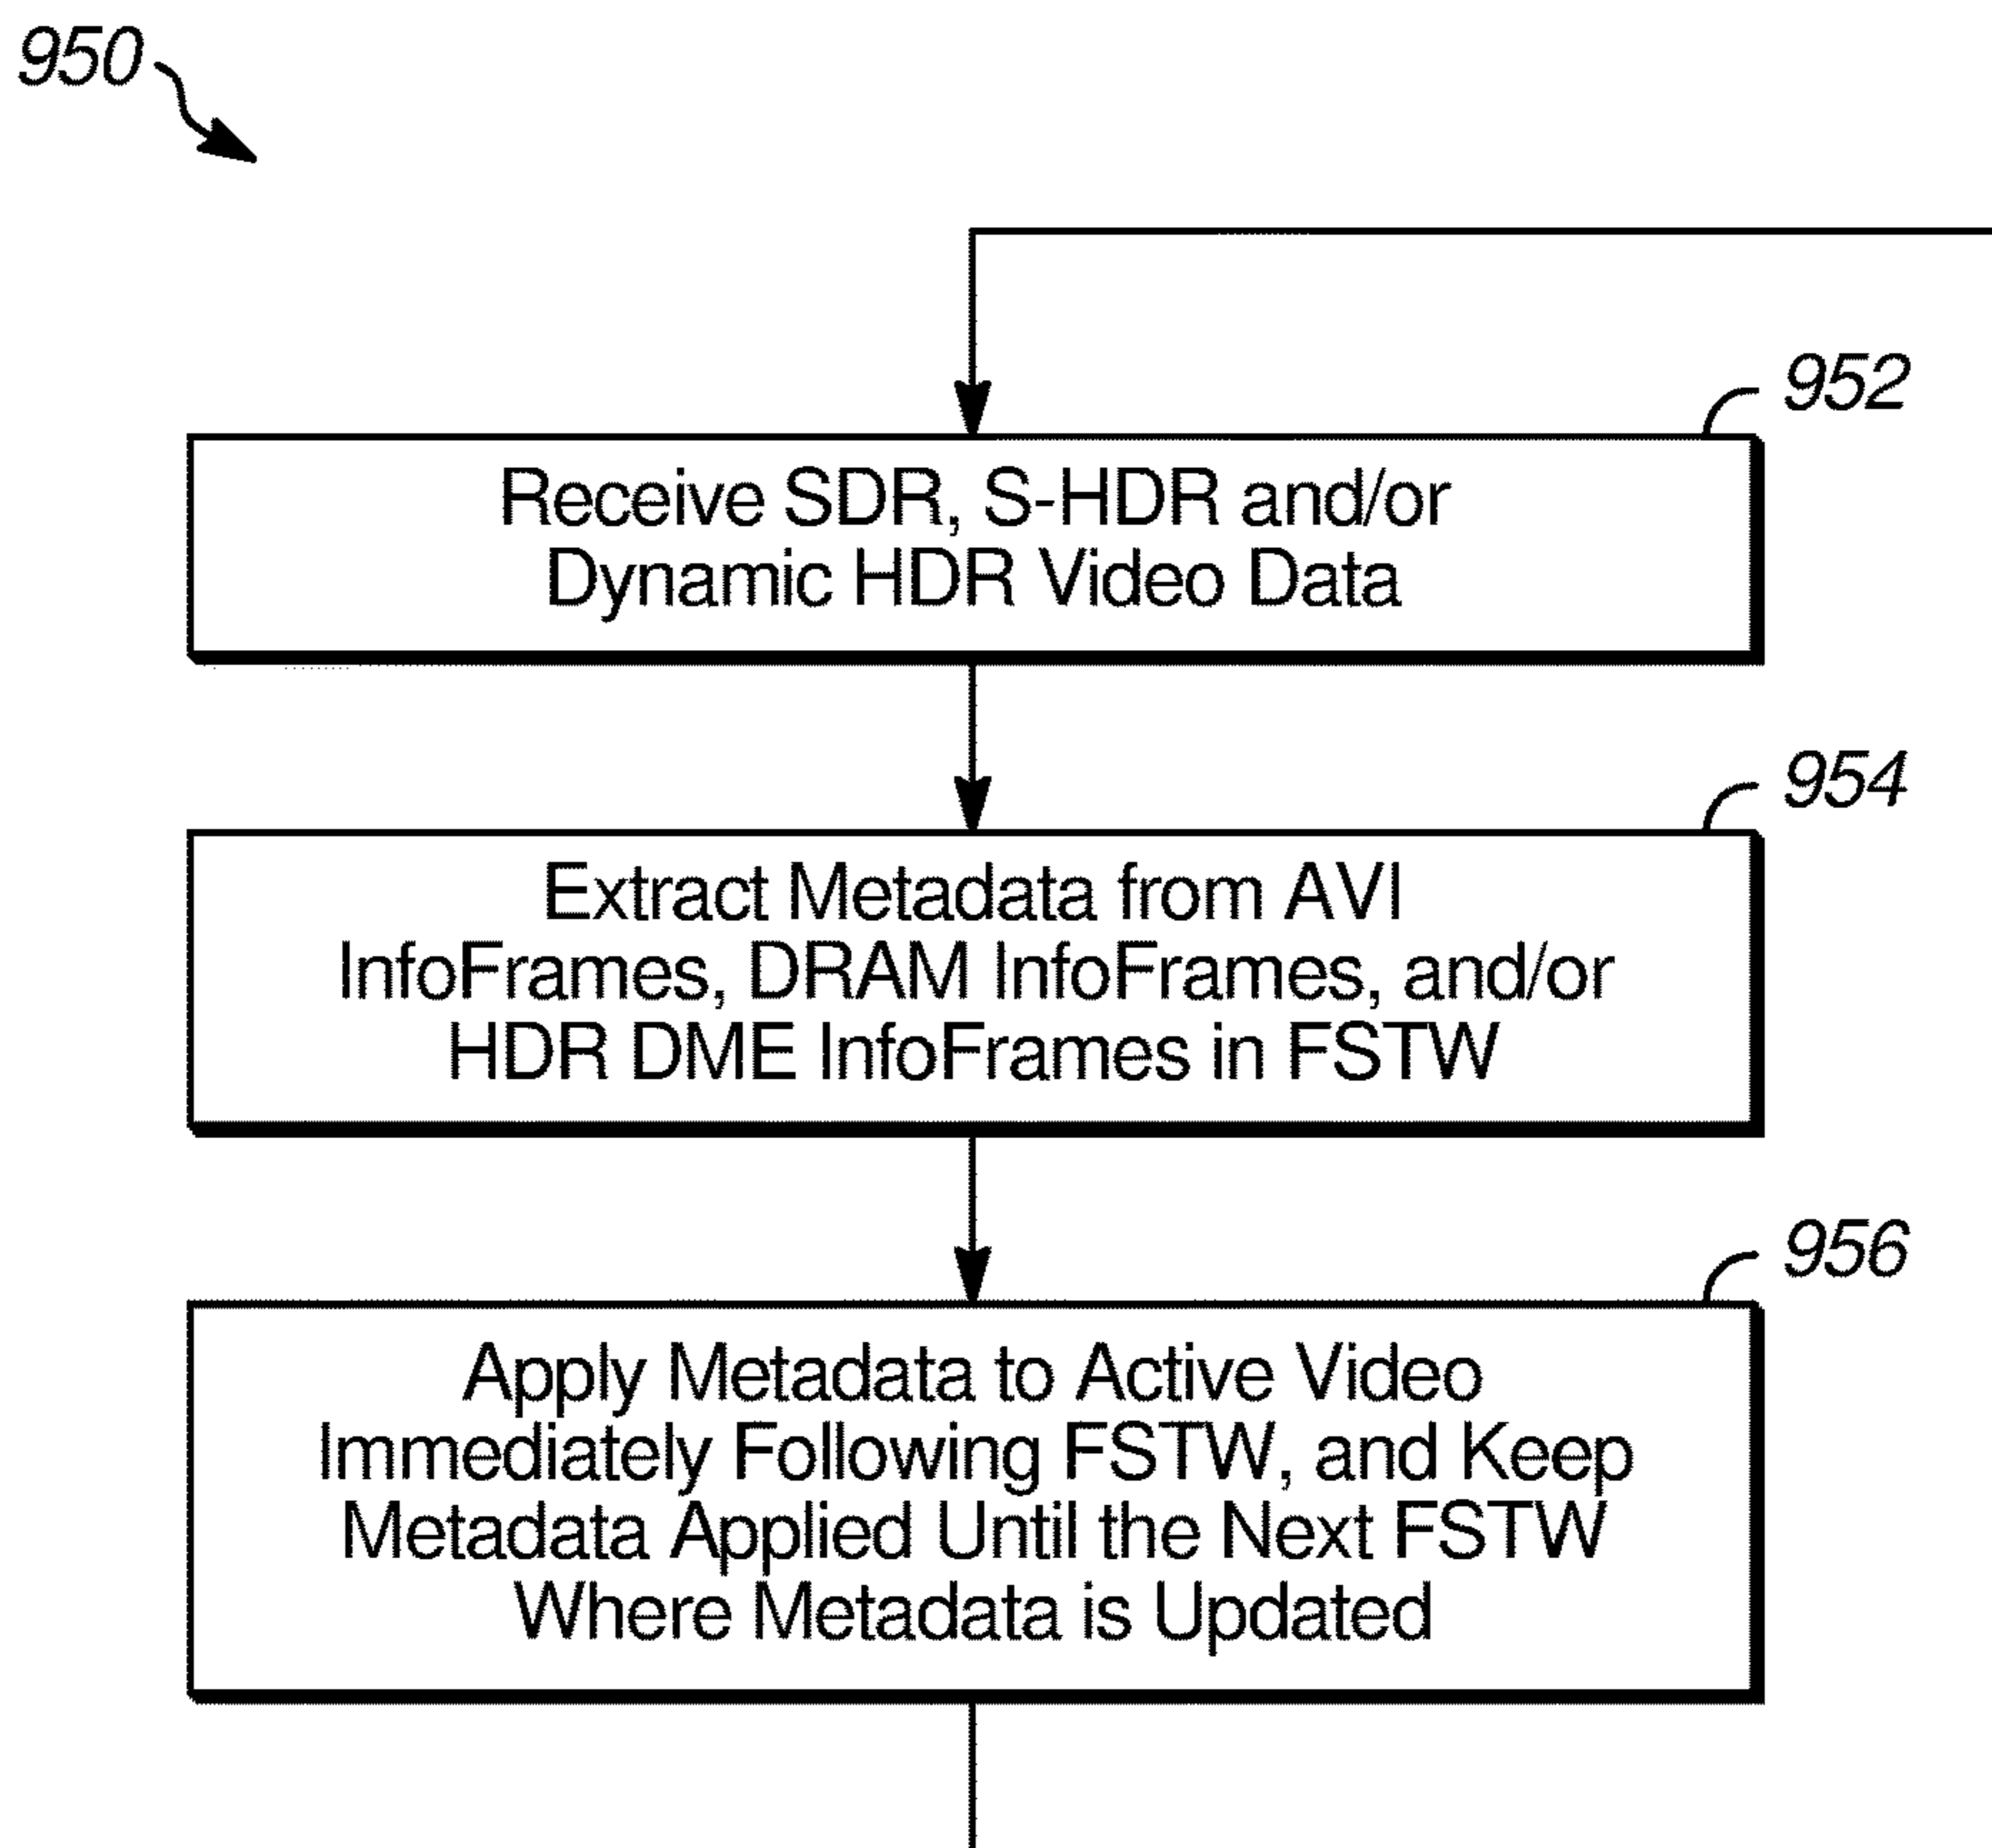 950
952
Receive SDR, S-HDR and/or
Dynamic HDR Video Data
954
Extract Metadata from AVI
InfoFrames, DRAM InfoFrames, and/or
HDR DME InfoFrames in FSTW
956
Apply Metadata to Active Video
Immediately Following FSTW, and Keep
Metadata Applied Until the Next FSTW
Where Metadata is Updated